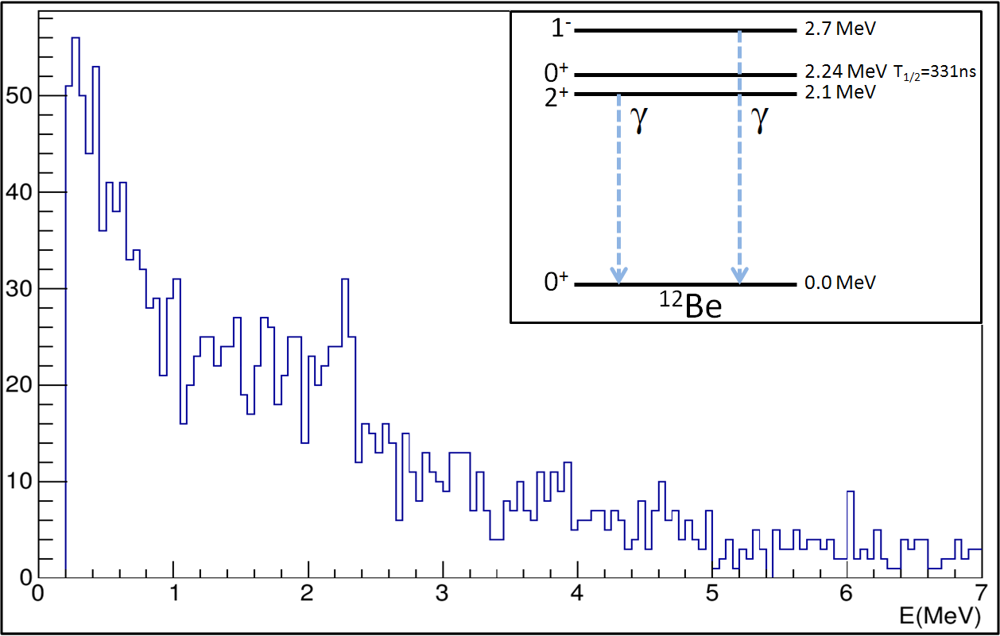 1⁻ 2.7 MeV
0⁺ 2.24 MeV T₁/₂=331ns
2⁺ 2.1 MeV
γ γ
0⁺ 0.0 MeV
¹²Be
50
40
30
20
10
0
0 1 2 3 4 5 6 7
E(MeV)